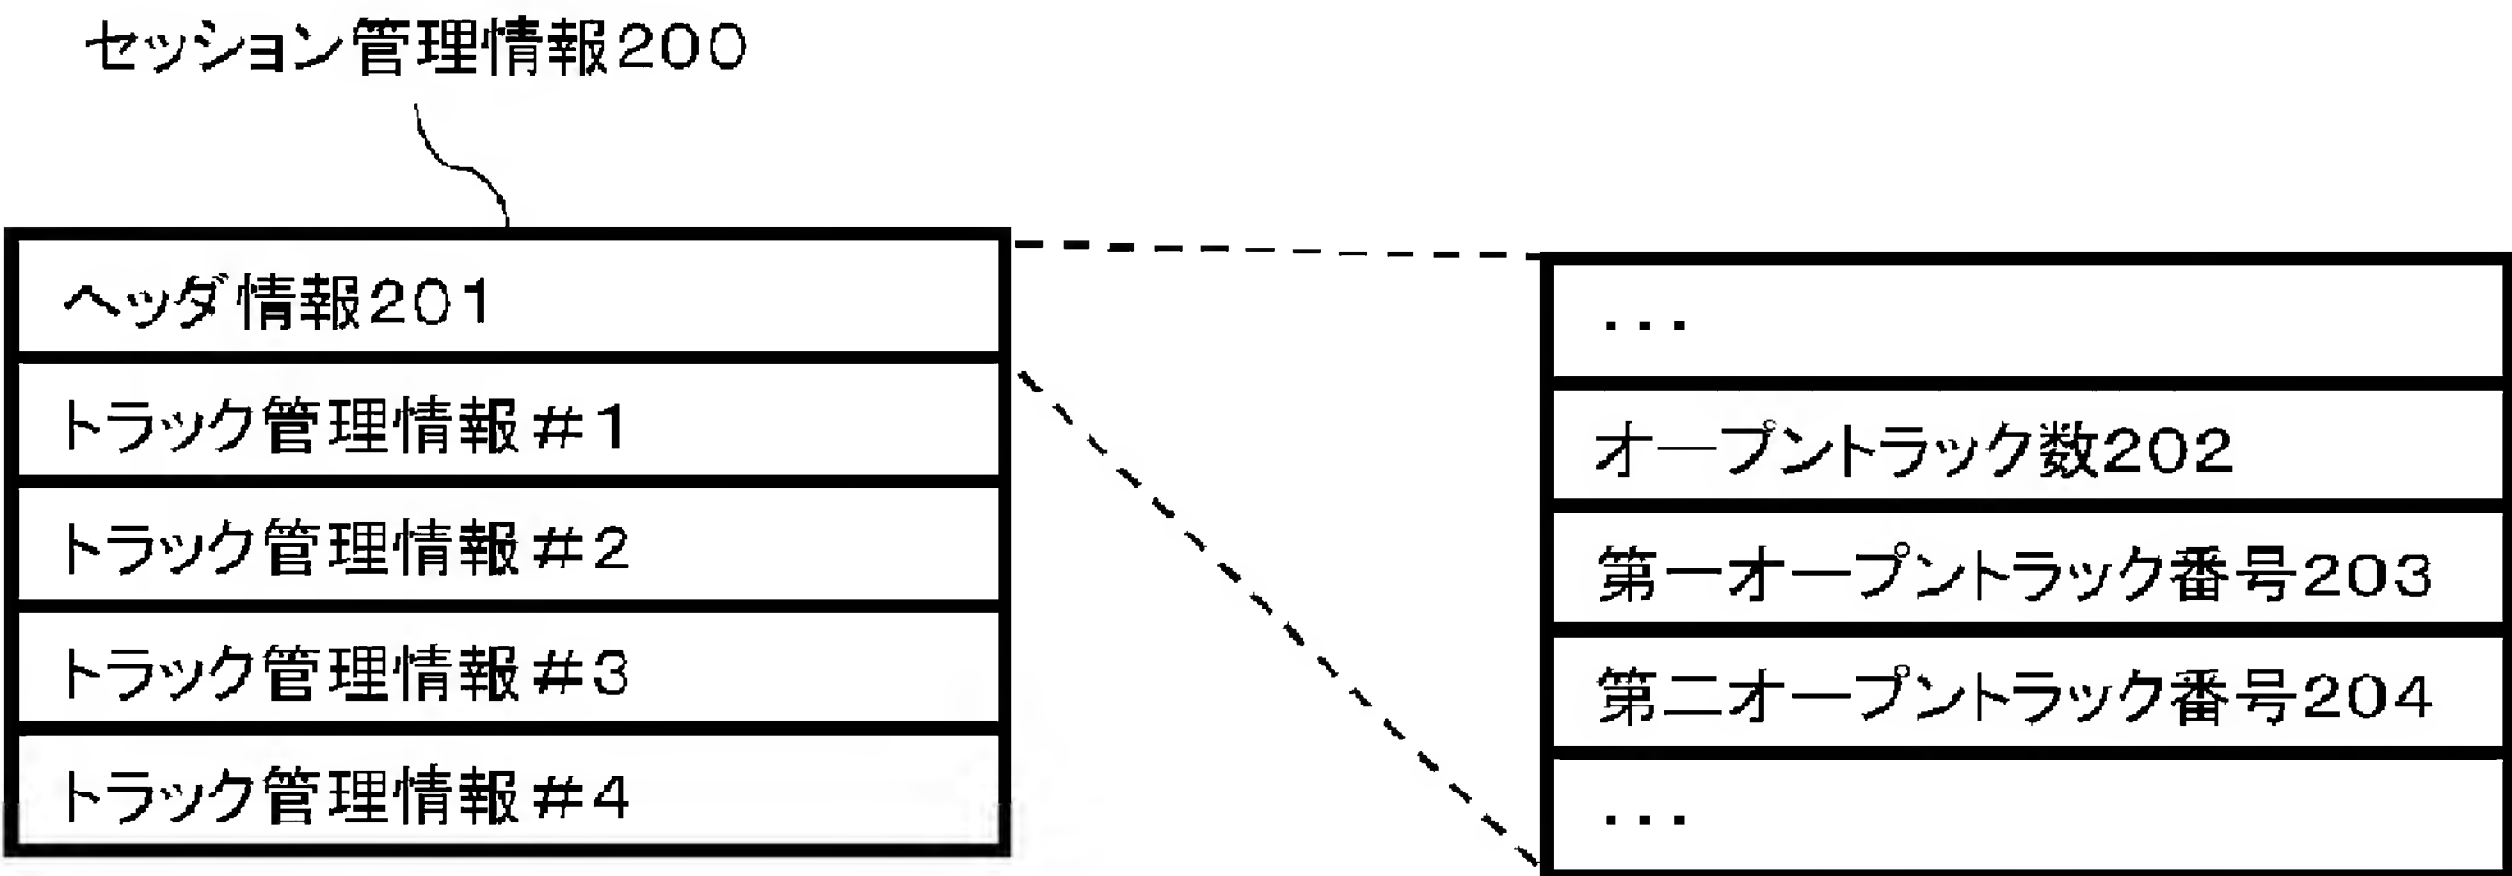 セッション管理情報200
ヘッダ情報201
トラック管理情報#1
トラック管理情報#2
トラック管理情報#3
トラック管理情報#4
...
オープントラック数202
第一オープントラック番号203
第二オープントラック番号204
...